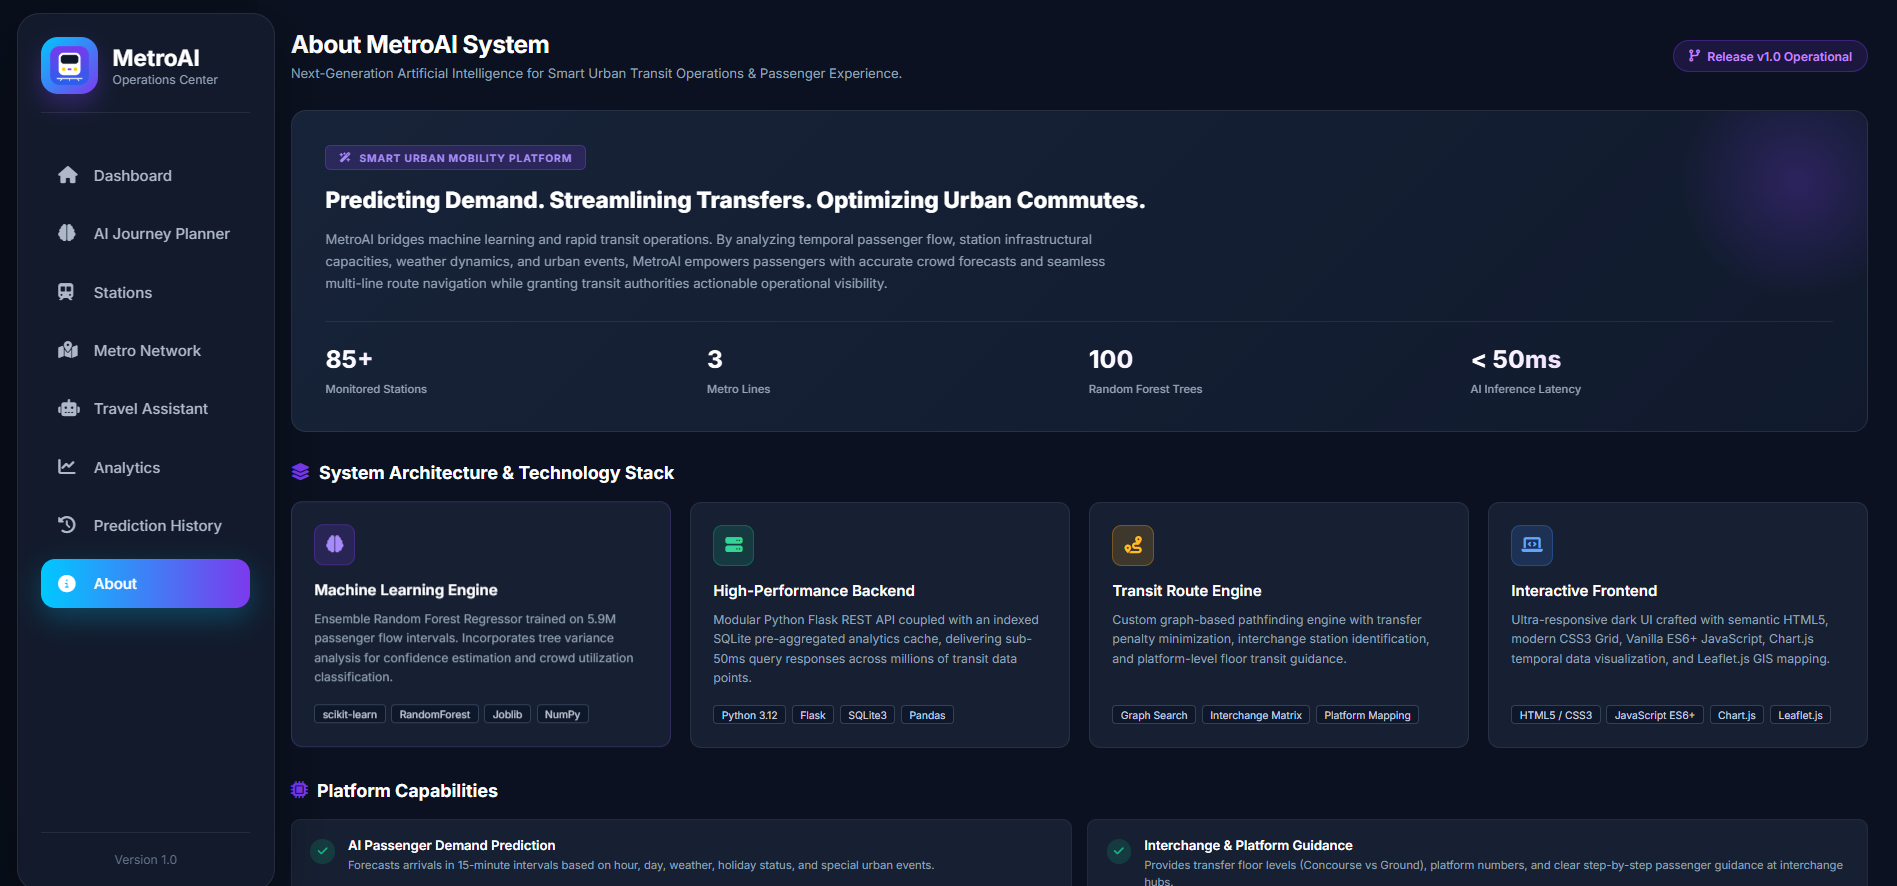 MetroAI
Operations Center
Dashboard
AI Journey Planner
Stations
Metro Network
Travel Assistant
Analytics
Prediction History
About
Version 1.0
About MetroAI System
Next-Generation Artificial Intelligence for Smart Urban Transit Operations & Passenger Experience.
Release v1.0 Operational
SMART URBAN MOBILITY PLATFORM
Predicting Demand. Streamlining Transfers. Optimizing Urban Commutes.
MetroAI bridges machine learning and rapid transit operations. By analyzing temporal passenger flow, station infrastructural
capacities, weather dynamics, and urban events, MetroAI empowers passengers with accurate crowd forecasts and seamless
multi-line route navigation while granting transit authorities actionable operational visibility.
85+
Monitored Stations
3
Metro Lines
100
Random Forest Trees
< 50ms
AI Inference Latency
System Architecture & Technology Stack
Machine Learning Engine
Ensemble Random Forest Regressor trained on 5.9M
passenger flow intervals. Incorporates tree variance
analysis for confidence estimation and crowd utilization
classification.
scikit-learn
RandomForest
Joblib
NumPy
High-Performance Backend
Modular Python Flask REST API coupled with an indexed
SQLite pre-aggregated analytics cache, delivering sub-
50ms query responses across millions of transit data
points.
Python 3.12
Flask
SQLite3
Pandas
Transit Route Engine
Custom graph-based pathfinding engine with transfer
penalty minimization, interchange station identification,
and platform-level floor transit guidance.
Graph Search
Interchange Matrix
Platform Mapping
Interactive Frontend
Ultra-responsive dark UI crafted with semantic HTML5,
modern CSS3 Grid, Vanilla ES6+ JavaScript, Chart.js
temporal data visualization, and Leaflet.js GIS mapping.
HTML5 / CSS3
JavaScript ES6+
Chart.js
Leaflet.js
Platform Capabilities
AI Passenger Demand Prediction
Forecasts arrivals in 15-minute intervals based on hour, day, weather, holiday status, and special urban events.
Interchange & Platform Guidance
Provides transfer floor levels (Concourse vs Ground), platform numbers, and clear step-by-step passenger guidance at interchange
hubs.